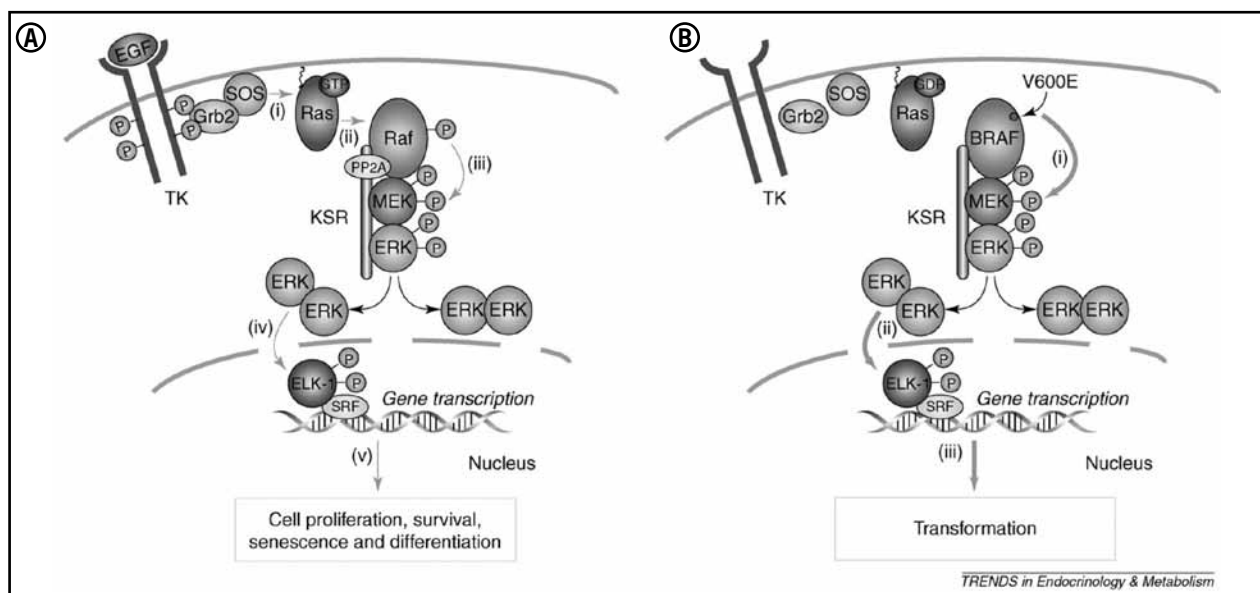 A
EGF
P
P
P
P
Grb2
SOS
(i)
GTP
Ras
(ii)
Raf
P
(iii)
PP2A
P
MEK
P
P
KSR
ERK
P
TK
ERK
ERK
ERK ERK
(iv)
P
ELK-1
P
SRF
Gene transcription
(v)
Nucleus
Cell proliferation, survival,
senescence and differentiation
B
V600E
SOS
Grb2
GDP
Ras
BRAF
(i)
P
MEK
P
P
KSR
ERK
P
TK
ERK
ERK
ERK ERK
(ii)
P
ELK-1
P
SRF
Gene transcription
(iii)
Nucleus
Transformation
TRENDS in Endocrinology & Metabolism